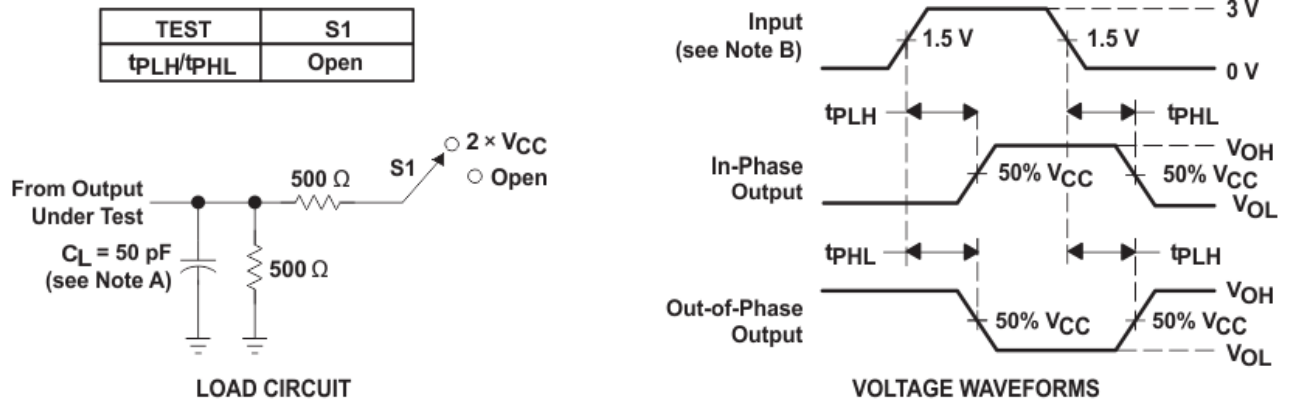 TEST S1
tPLH/tPHL Open
2 × VCC
S1
Open
500 Ω
From Output
Under Test
CL = 50 pF
(see Note A)
500 Ω
LOAD CIRCUIT
Input
(see Note B)
1.5 V
1.5 V
3 V
0 V
tPLH
tPHL
In-Phase
Output
50% VCC
VOH
50% VCC
VOL
tPHL
tPLH
Out-of-Phase
Output
50% VCC
VOH
50% VCC
VOL
VOLTAGE WAVEFORMS